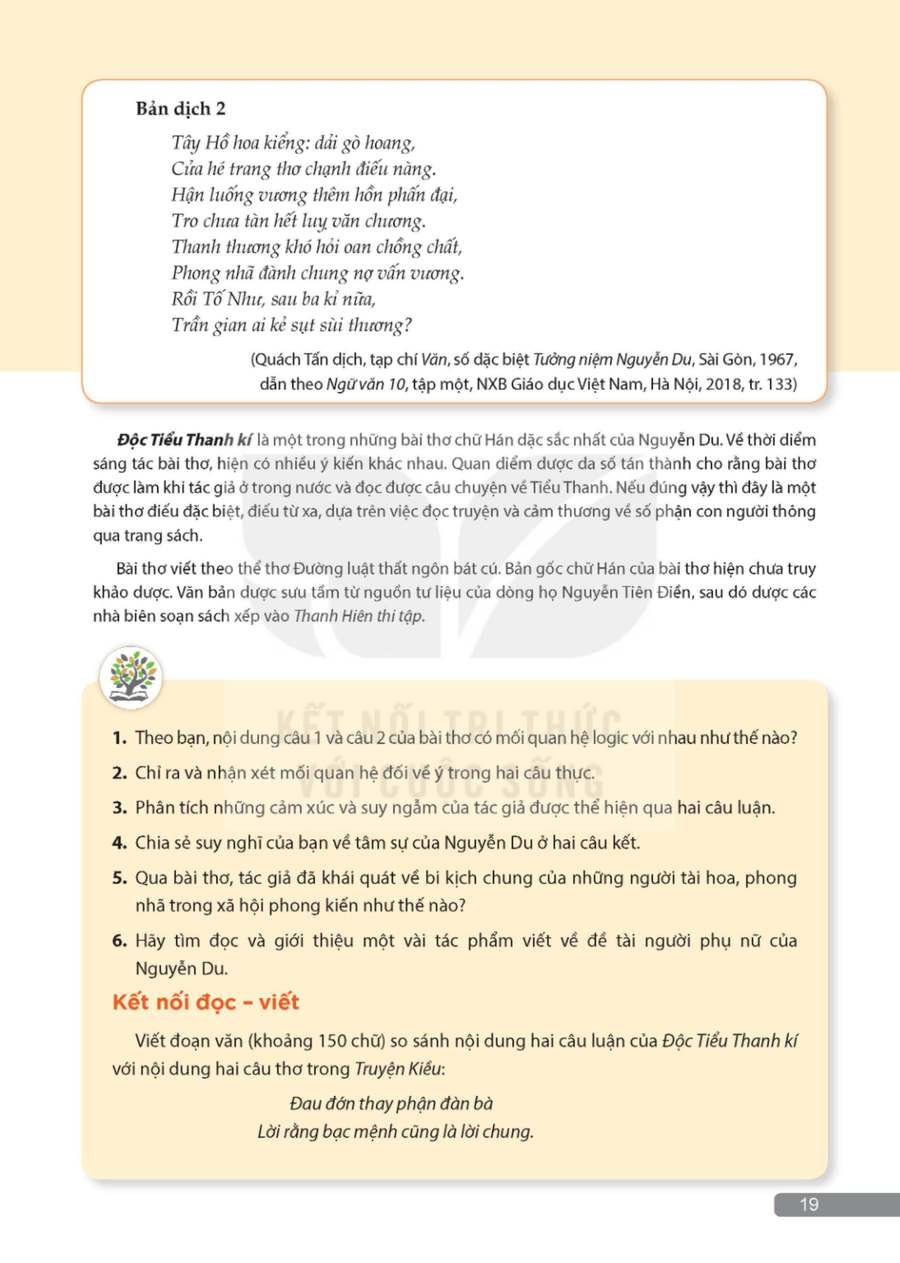 Bản dịch 2
Tây Hồ hoa kiểng: dải gò hoang,
Cửa hé trang thơ chạnh điếu nàng.
Hận luống vương thêm hồn phấn đại,
Tro chưa tàn hết luỵ văn chương.
Thanh thương khó hỏi oan chồng chất,
Phong nhã đành chung nợ vấn vương.
Rồi Tố Như, sau ba kỉ nữa,
Trần gian ai kẻ sụt sùi thương?
(Quách Tấn dịch, tạp chí Văn, số đặc biệt Tưởng niệm Nguyễn Du, Sài Gòn, 1967,
dẫn theo Ngữ văn 10, tập một, NXB Giáo dục Việt Nam, Hà Nội, 2018, tr. 133)
Độc Tiểu Thanh kí là một trong những bài thơ chữ Hán đặc sắc nhất của Nguyễn Du. Về thời điểm
sáng tác bài thơ, hiện có nhiều ý kiến khác nhau. Quan điểm được đa số tán thành cho rằng bài thơ
được làm khi tác giả ở trong nước và đọc được câu chuyện về Tiểu Thanh. Nếu đúng vậy thì đây là một
bài thơ điếu đặc biệt, điếu từ xa, dựa trên việc đọc truyện và cảm thương về số phận con người thông
qua trang sách.
Bài thơ viết theo thể thơ Đường luật thất ngôn bát cú. Bản gốc chữ Hán của bài thơ hiện chưa truy
khảo được. Văn bản được sưu tầm từ nguồn tư liệu của dòng họ Nguyễn Tiên Điền, sau đó được các
nhà biên soạn sách xếp vào Thanh Hiên thi tập.
KẾT NỐI TRI THỨC
VỚI CUỘC SỐNG
1. Theo bạn, nội dung câu 1 và câu 2 của bài thơ có mối quan hệ logic với nhau như thế nào?
2. Chỉ ra và nhận xét mối quan hệ đối về ý trong hai câu thực.
3. Phân tích những cảm xúc và suy ngẫm của tác giả được thể hiện qua hai câu luận.
4. Chia sẻ suy nghĩ của bạn về tâm sự của Nguyễn Du ở hai câu kết.
5. Qua bài thơ, tác giả đã khái quát về bi kịch chung của những người tài hoa, phong
nhã trong xã hội phong kiến như thế nào?
6. Hãy tìm đọc và giới thiệu một vài tác phẩm viết về đề tài người phụ nữ của
Nguyễn Du.
Kết nối đọc – viết
Viết đoạn văn (khoảng 150 chữ) so sánh nội dung hai câu luận của Độc Tiểu Thanh kí
với nội dung hai câu thơ trong Truyện Kiều:
Đau đớn thay phận đàn bà
Lời rằng bạc mệnh cũng là lời chung.
19